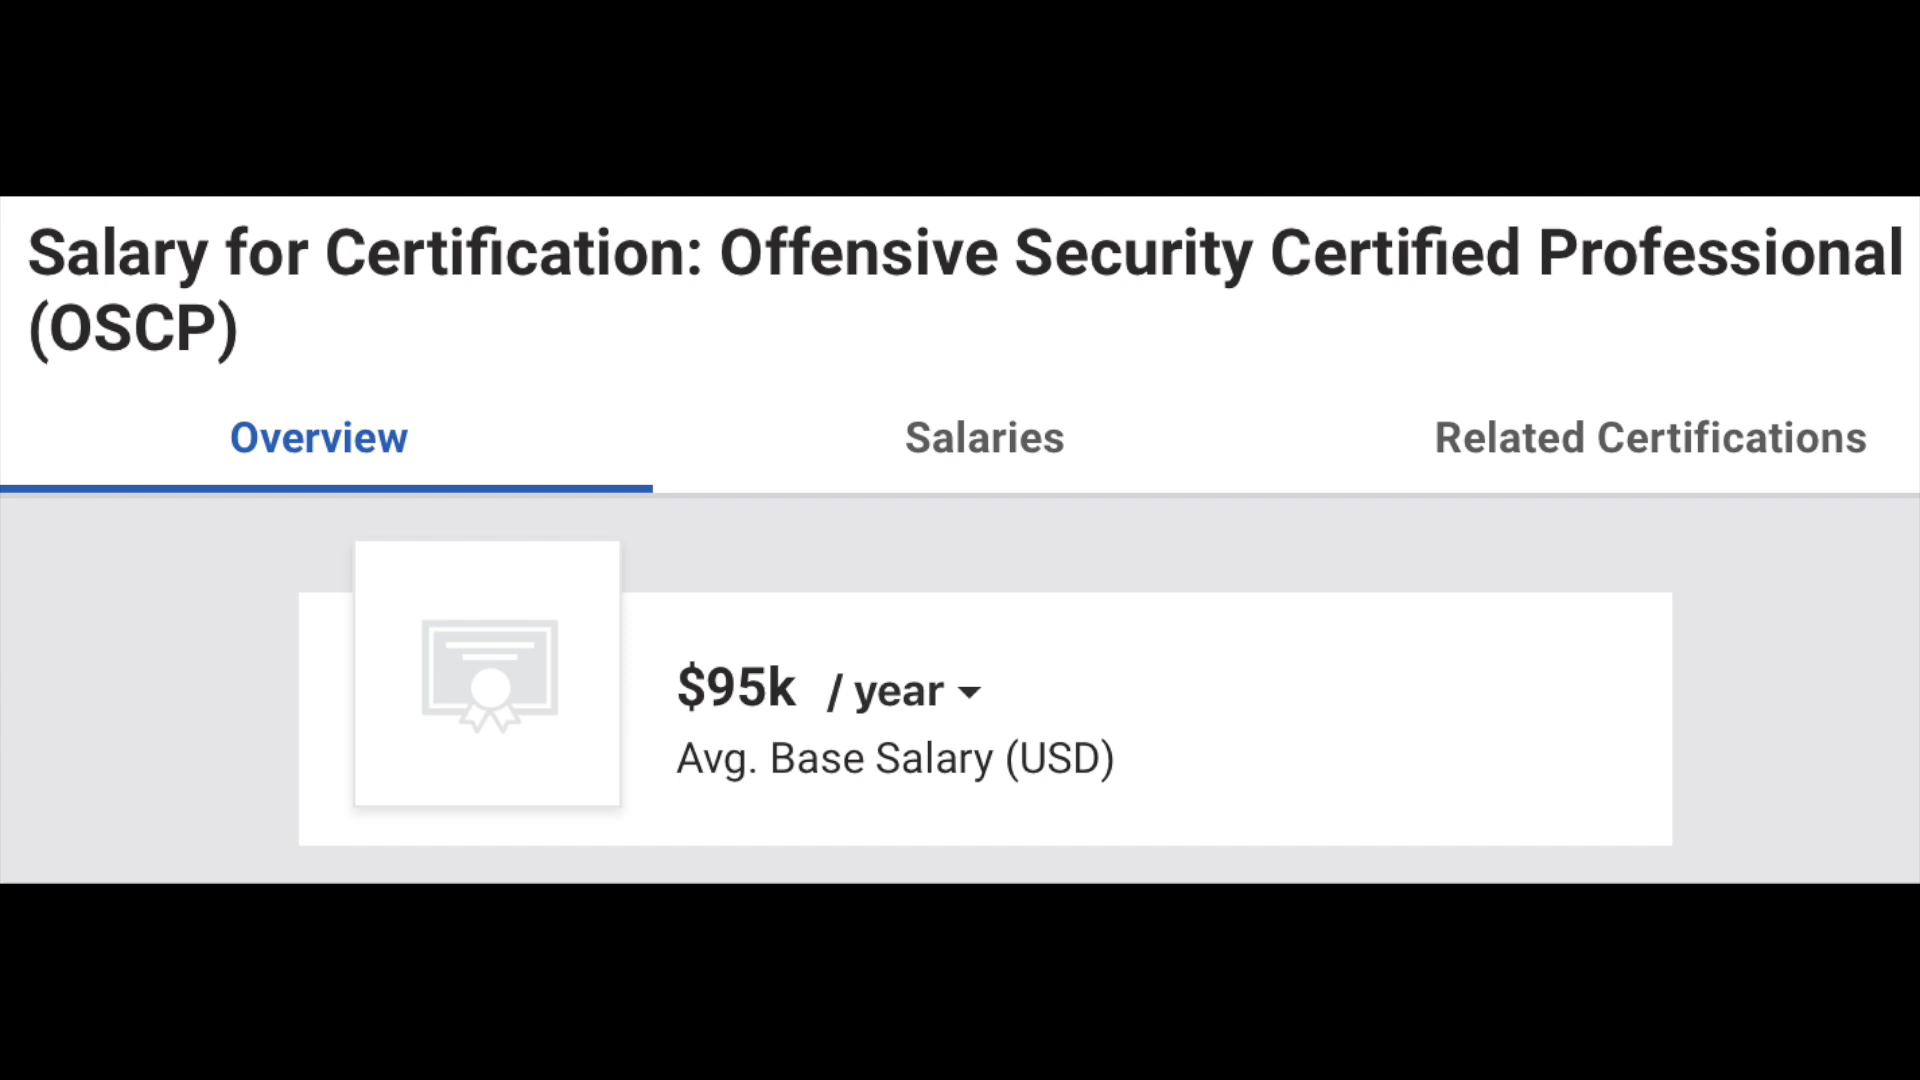 Salary for Certification: Offensive Security Certified Professional
(OSCP)
Overview
Salaries
Related Certifications
$95k / year
Avg. Base Salary (USD)